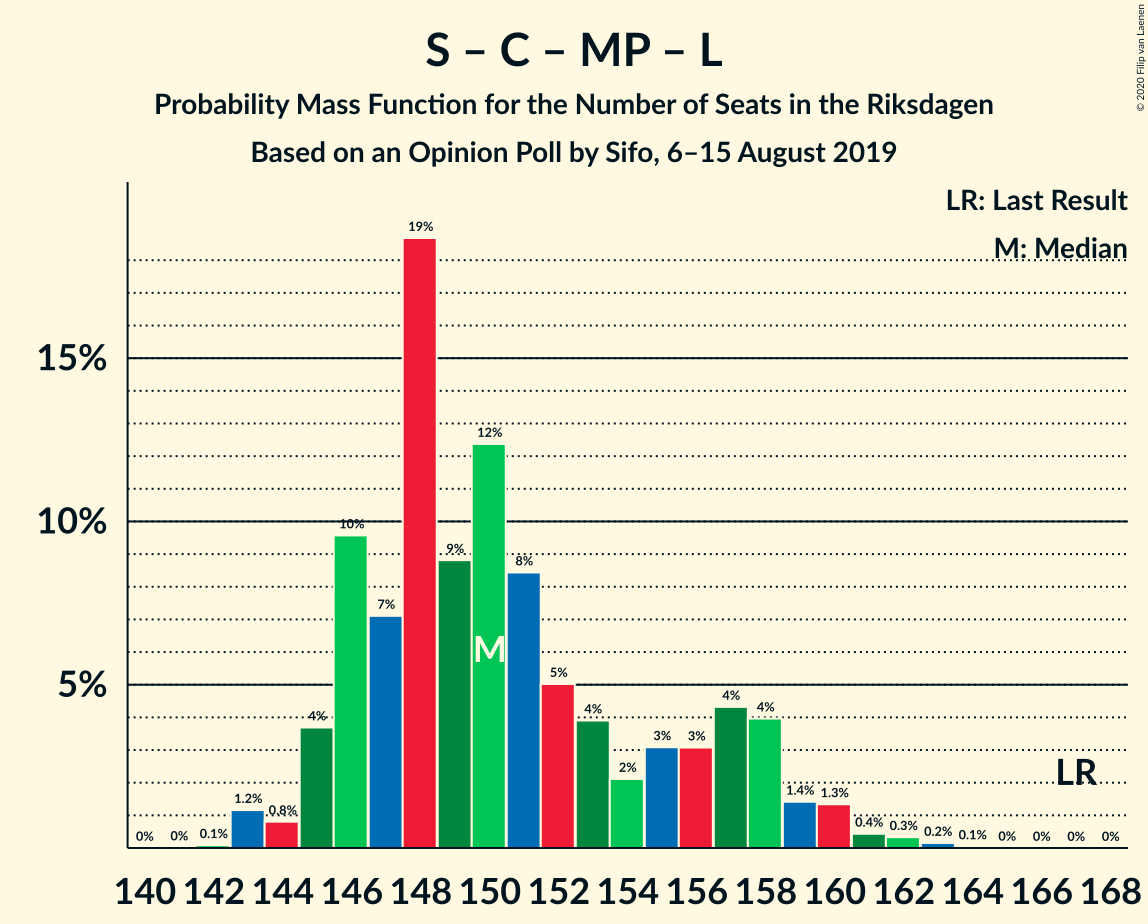 S – C – MP – L
Probability Mass Function for the Number of Seats in the Riksdagen
Based on an Opinion Poll by Sifo, 6–15 August 2019
© 2020 Filip van Laenen
LR: Last Result
M: Median
15%
10%
5%
0% 0% 0.1% 1.2% 0.8% 4% 10% 7% 19% 9% 12% 8% 5% 4% 2% 3% 3% 4% 4% 1.4% 1.3% 0.4% 0.3% 0.2% 0.1% 0% 0% 0% 0%
M
LR
140 142 144 146 148 150 152 154 156 158 160 162 164 166 168